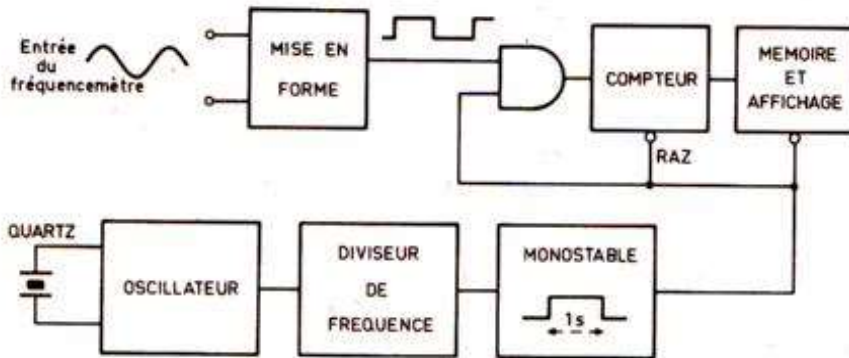 Entrée
du
fréquencemètre
MISE EN
FORME
COMPTEUR
MEMOIRE
ET
AFFICHAGE
RAZ
QUARTZ
OSCILLATEUR
DIVISEUR
DE
FREQUENCE
MONOSTABLE
1s